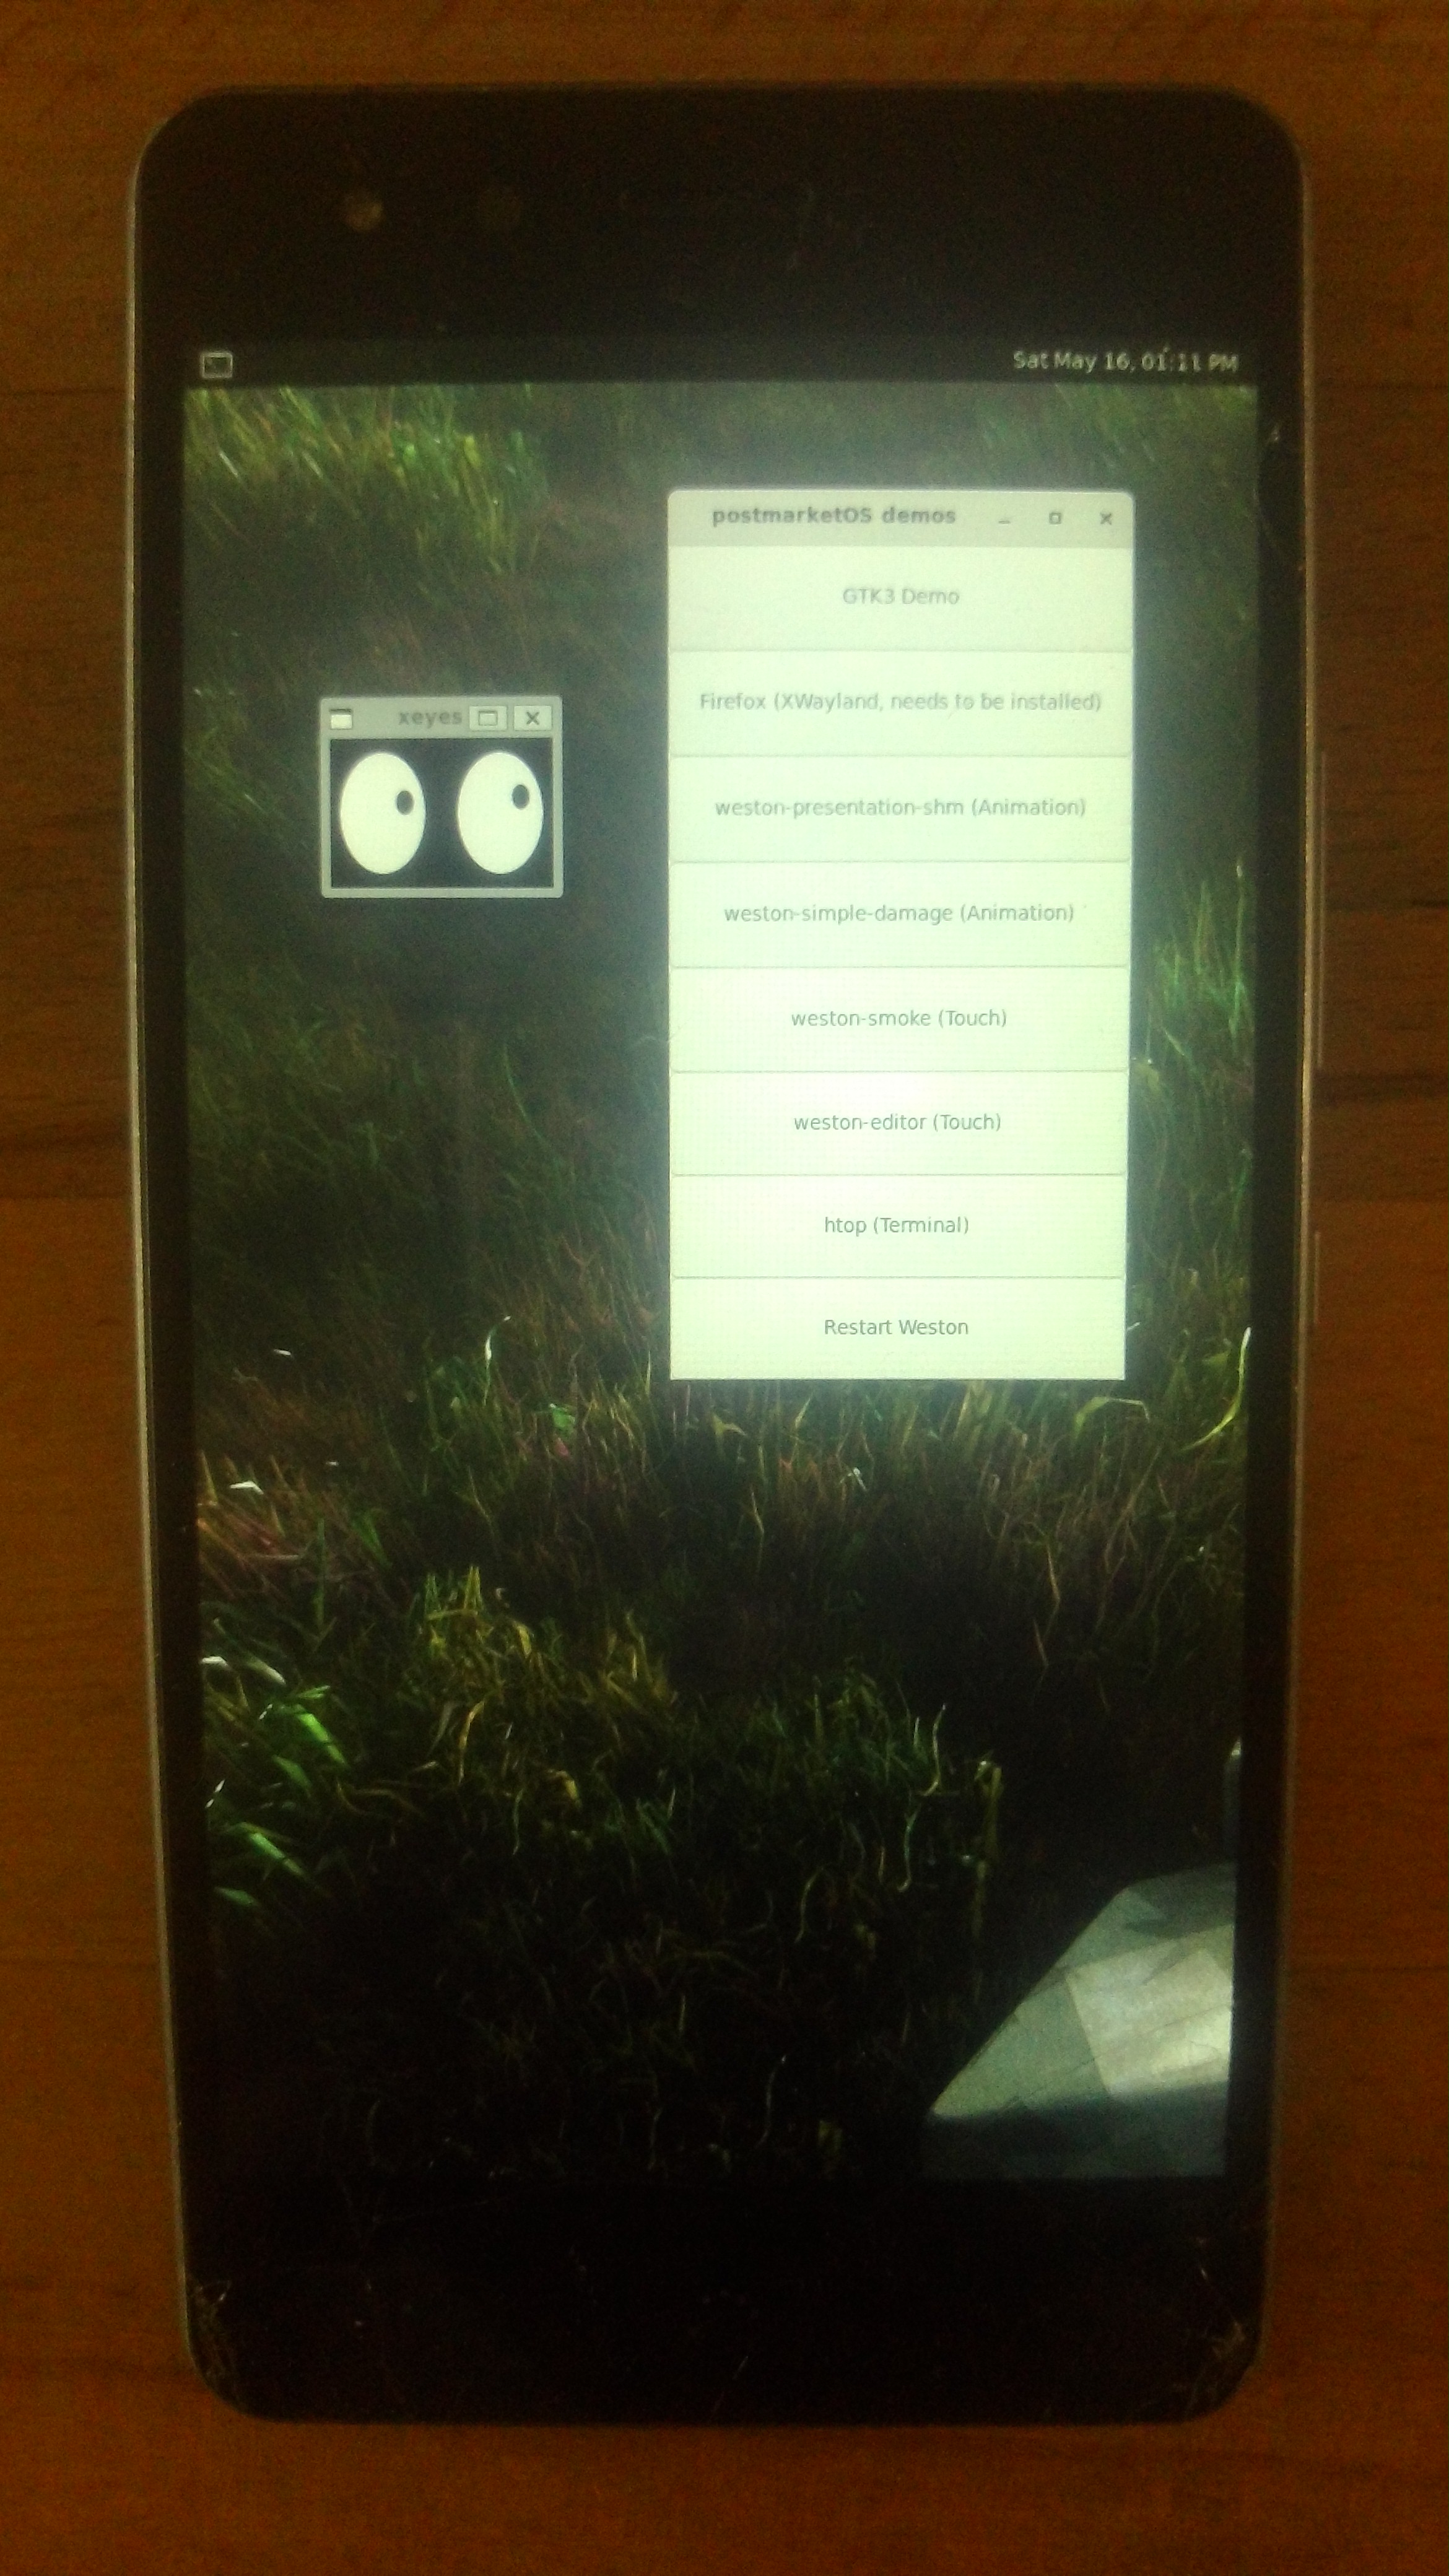 Sat May 16, 01:11 PM
postmarketOS demos
GTK3 Demo
Firefox (XWayland, needs to be installed)
xeyes
weston-presentation-shm (Animation)
weston-simple-damage (Animation)
weston-smoke (Touch)
weston-editor (Touch)
htop (Terminal)
Restart Weston